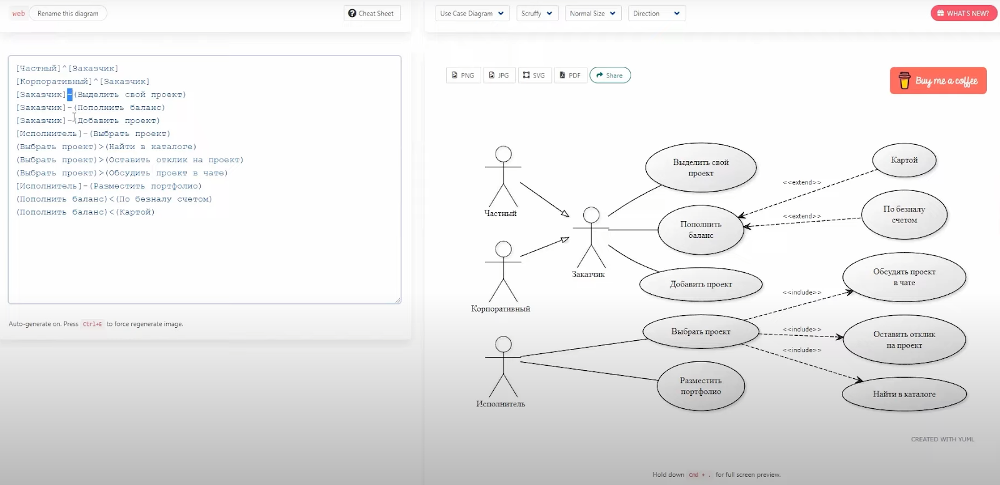 web
Rename this diagram
Cheat Sheet
Use Case Diagram
Scruffy
Normal Size
Direction
WHAT'S NEW?
[Частный]^[Заказчик]
[Корпоративный]^[Заказчик]
[Заказчик]-(Выделить свой проект)
[Заказчик]-(Пополнить баланс)
[Заказчик]-(Добавить проект)
[Исполнитель]-(Выбрать проект)
(Выбрать проект)>(Найти в каталоге)
(Выбрать проект)>(Оставить отклик на проект)
(Выбрать проект)>(Обсудить проект в чате)
[Исполнитель]-(Разместить портфолио)
(Пополнить баланс)<(По безналу счетом)
(Пополнить баланс)<(Картой)
Auto-generate on. Press Ctrl+E to force regenerate image.
PNG
JPG
SVG
PDF
Share
Buy me a coffee
Частный
Корпоративный
Заказчик
Исполнитель
Выделить свой
проект
Пополнить
баланс
Добавить проект
Выбрать проект
Разместить
портфолио
<<extend>>
<<extend>>
<<include>>
<<include>>
<<include>>
Картой
По безналу
счетом
Обсудить проект
в чате
Оставить отклик
на проект
Найти в каталоге
CREATED WITH YUML
Hold down Cmd + . for full screen preview.